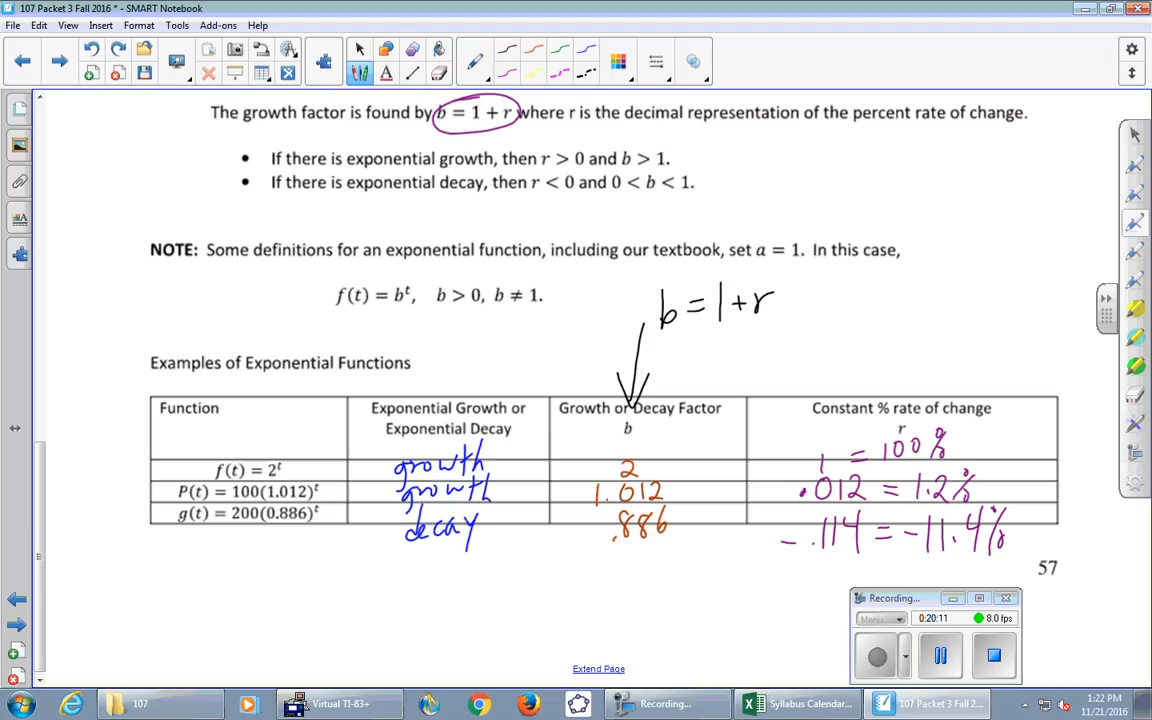 107 Packet 3 Fall 2016 * - SMART Notebook
File Edit View Insert Format Tools Add-ons Help
The growth factor is found by b = 1 + r where r is the decimal representation of the percent rate of change.
• If there is exponential growth, then r > 0 and b > 1.
• If there is exponential decay, then r < 0 and 0 < b < 1.
NOTE: Some definitions for an exponential function, including our textbook, set a = 1. In this case,
f(t) = bᵗ, b > 0, b ≠ 1.
b = 1 + r
Examples of Exponential Functions
Function Exponential Growth or Growth or Decay Factor Constant % rate of change
Exponential Decay b r
f(t) = 2ᵗ growth 2 1 = 100%
P(t) = 100(1.012)ᵗ growth 1.012 .012 = 1.2%
g(t) = 200(0.886)ᵗ decay .886 -.114 = -11.4%
57
Recording...
Menu 0:20:11 8.0 fps
Extend Page
107 Virtual TI-83+ Recording... Syllabus Calendar... 107 Packet 3 Fall 2... 1:22 PM
11/21/2016